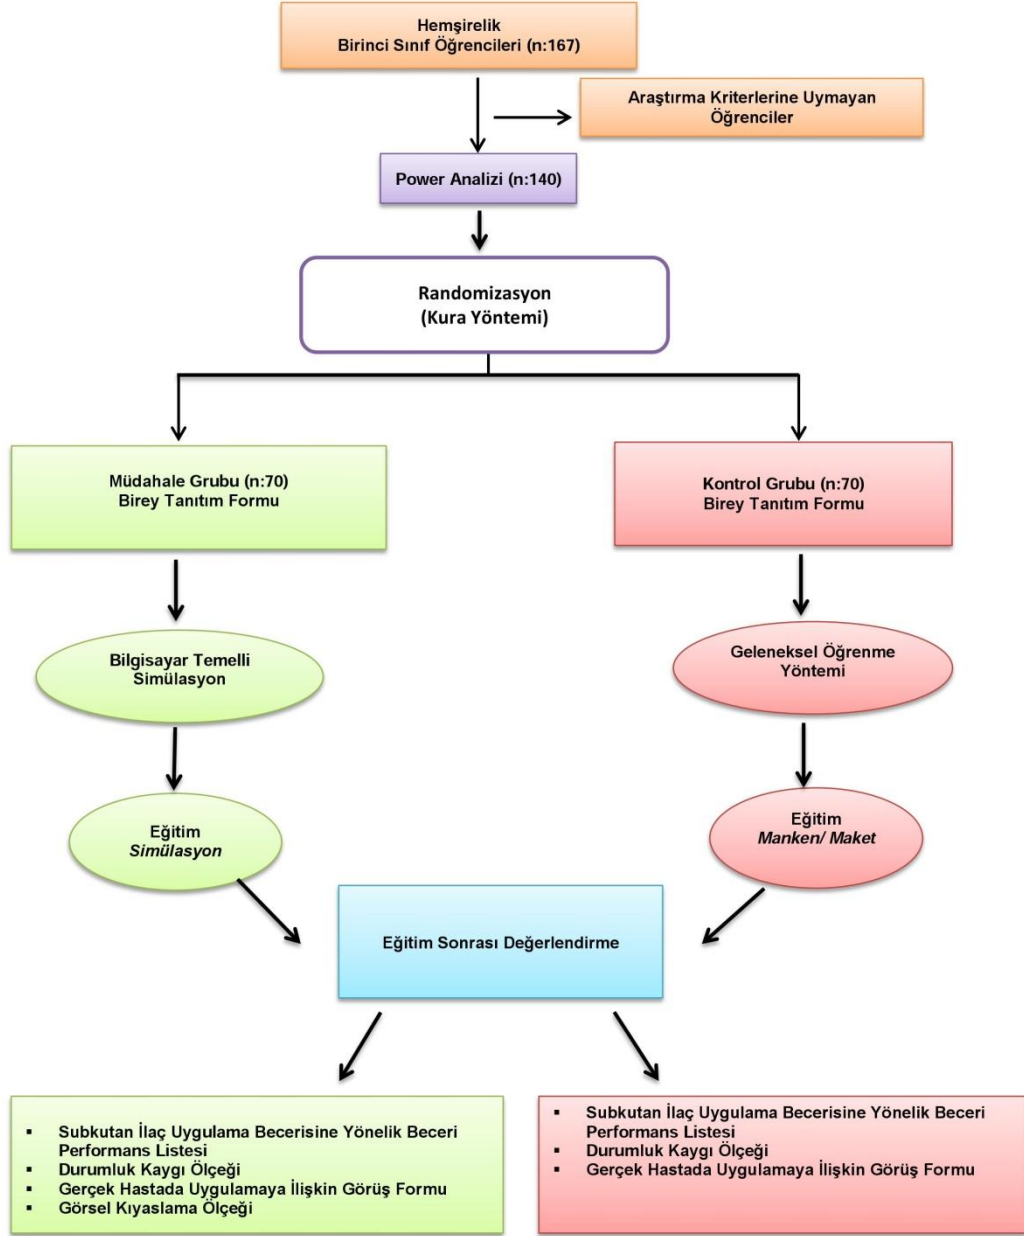 Hemşirelik
Birinci Sınıf Öğrencileri (n:167)
Araştırma Kriterlerine Uymayan
Öğrenciler
Power Analizi (n:140)
Randomizasyon
(Kura Yöntemi)
Müdahale Grubu (n:70)
Birey Tanıtım Formu
Kontrol Grubu (n:70)
Birey Tanıtım Formu
Bilgisayar Temelli
Simülasyon
Geleneksel Öğrenme
Yöntemi
Eğitim
Simülasyon
Eğitim
Manken/ Maket
Eğitim Sonrası Değerlendirme
▪ Subkutan İlaç Uygulama Becerisine Yönelik Beceri
Performans Listesi
▪ Durumluk Kaygı Ölçeği
▪ Gerçek Hastada Uygulamaya İlişkin Görüş Formu
▪ Görsel Kıyaslama Ölçeği
▪ Subkutan İlaç Uygulama Becerisine Yönelik Beceri
Performans Listesi
▪ Durumluk Kaygı Ölçeği
▪ Gerçek Hastada Uygulamaya İlişkin Görüş Formu